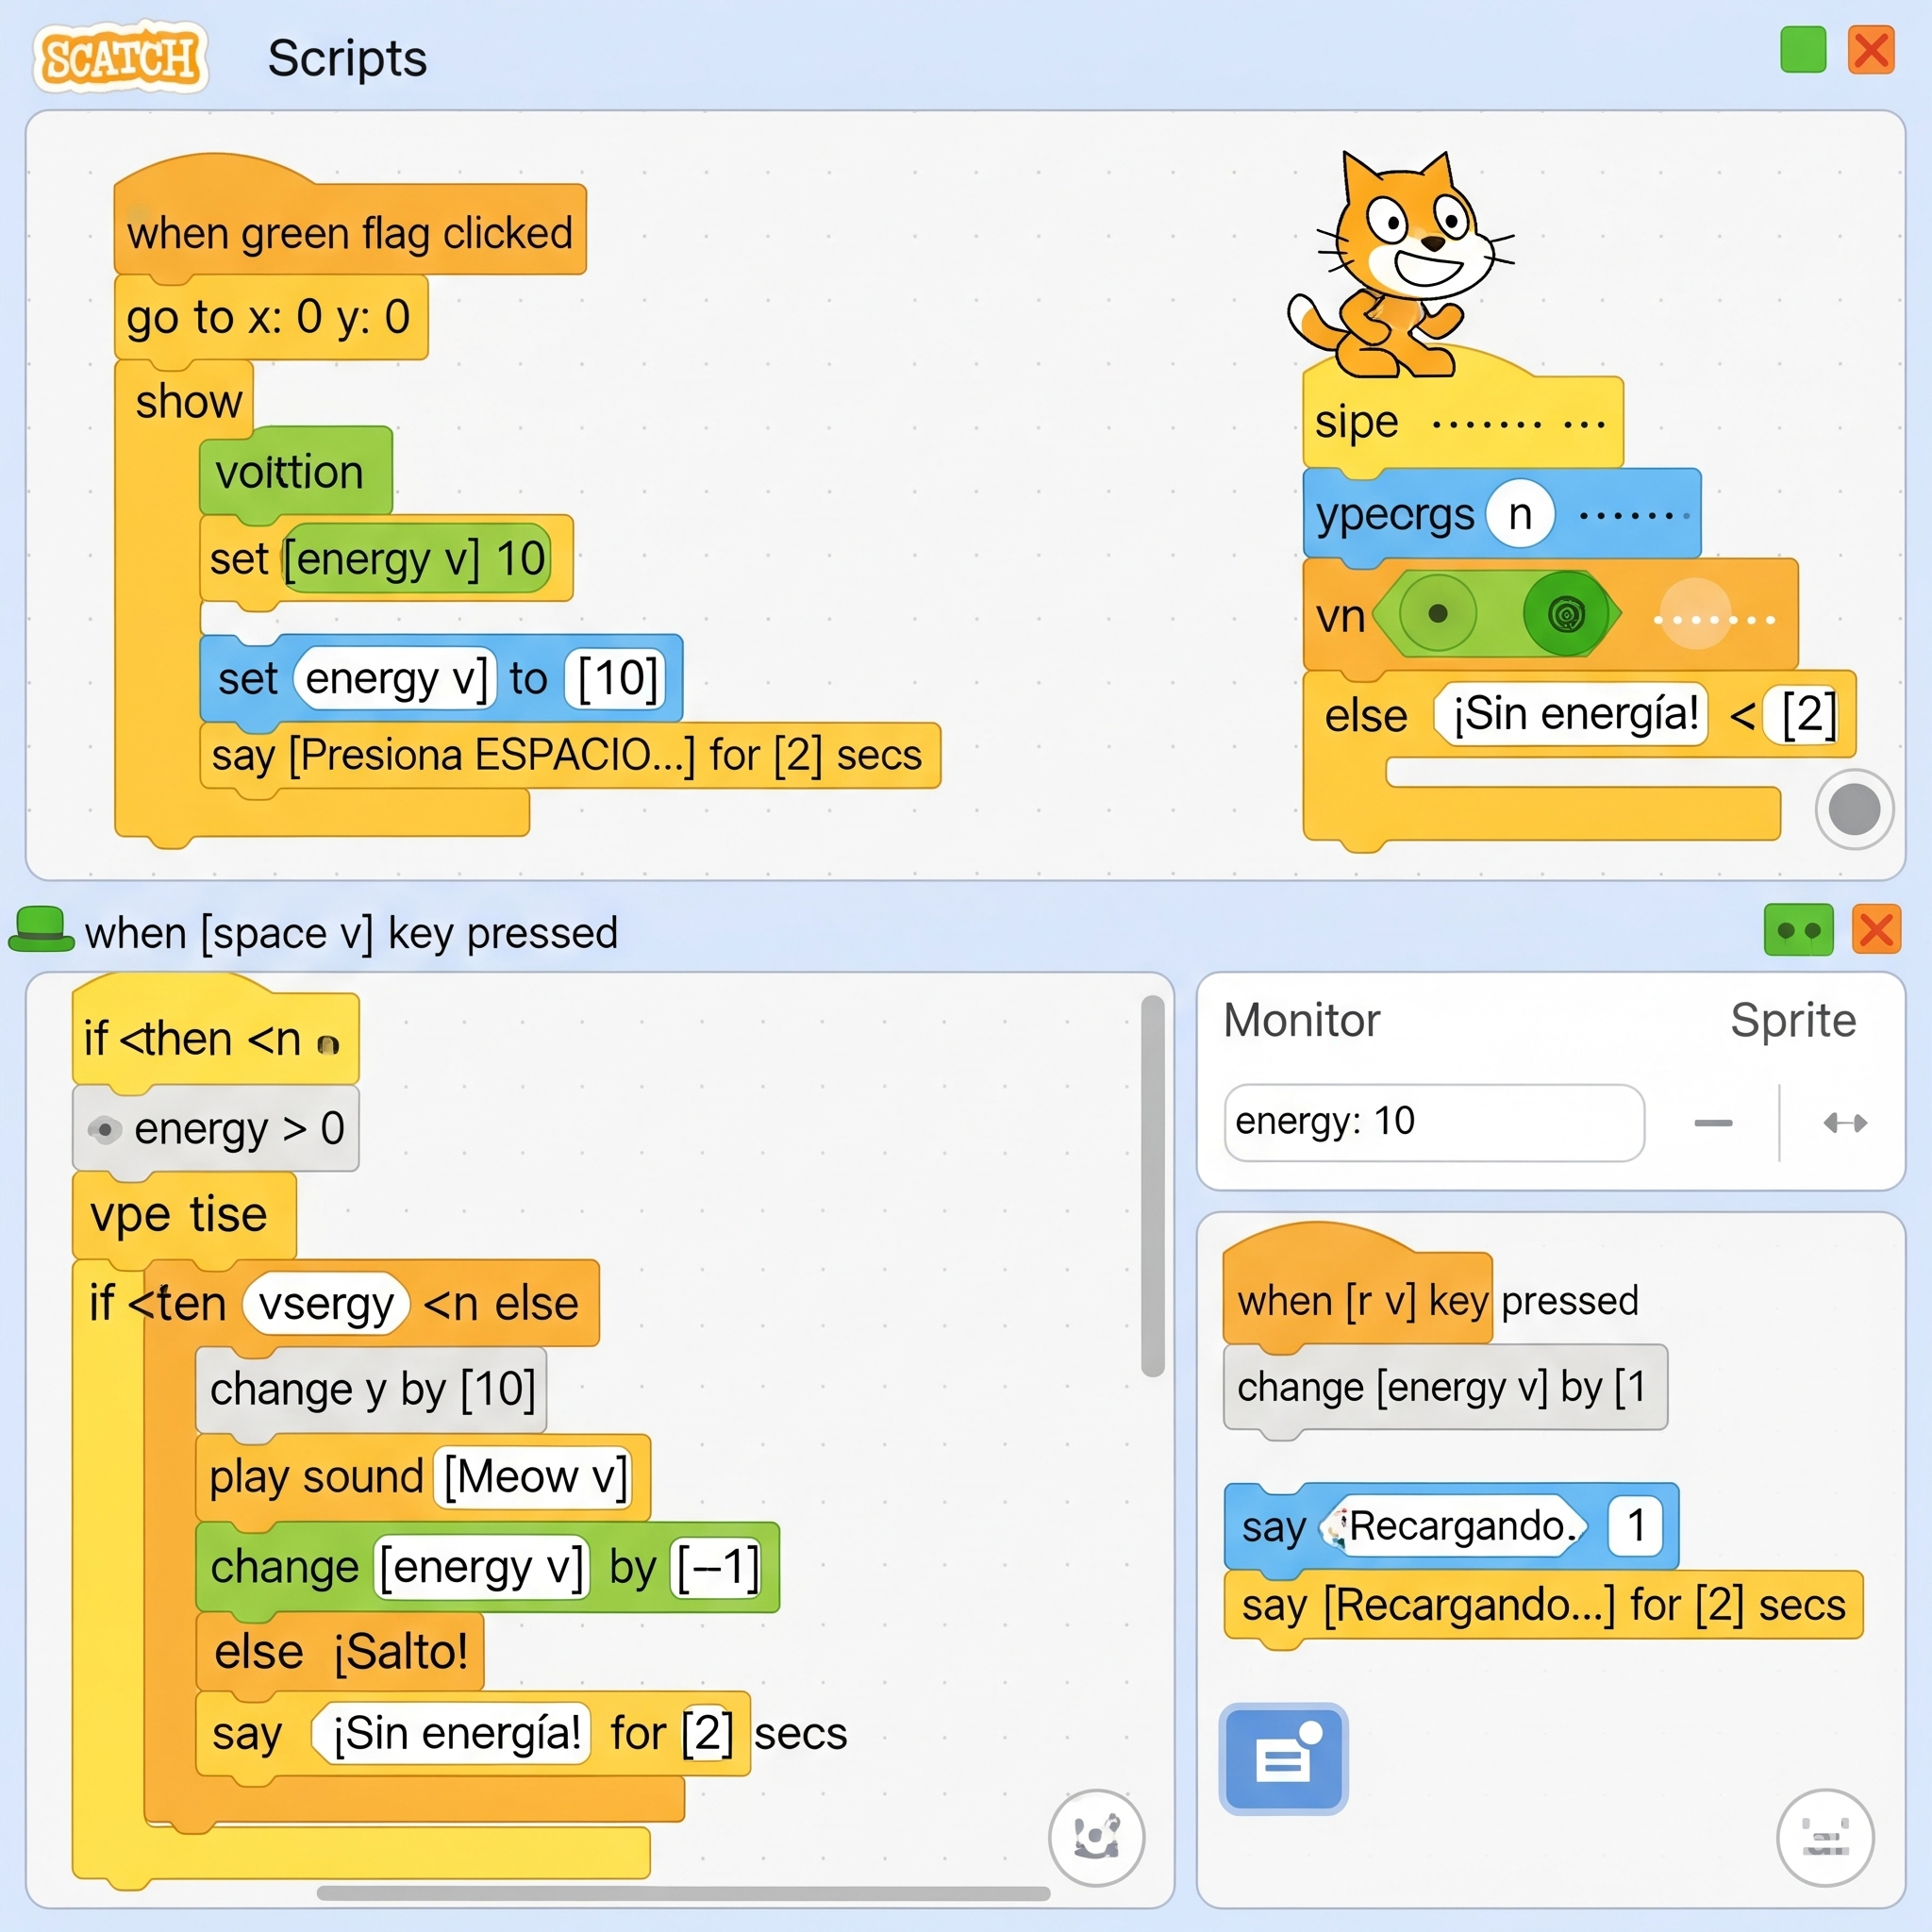 SCATCH Scripts
when green flag clicked
go to x: 0 y: 0
show
voittion
set [energy v] 10
set energy v] to [10]
say [Presiona ESPACIO...] for [2] secs
sipe ....... ...
ypecrgs n .......
vn .......
else ¡Sin energía! < [2]
when [space v] key pressed
if <then <n
energy > 0
vpe tise
if <ten vsergy <n else
change y by [10]
play sound [Meow v]
change [energy v] by [–1]
else ¡Salto!
say ¡Sin energía! for [2] secs
Monitor Sprite
energy: 10
when [r v] key pressed
change [energy v] by [1
say Recargando. 1
say [Recargando...] for [2] secs